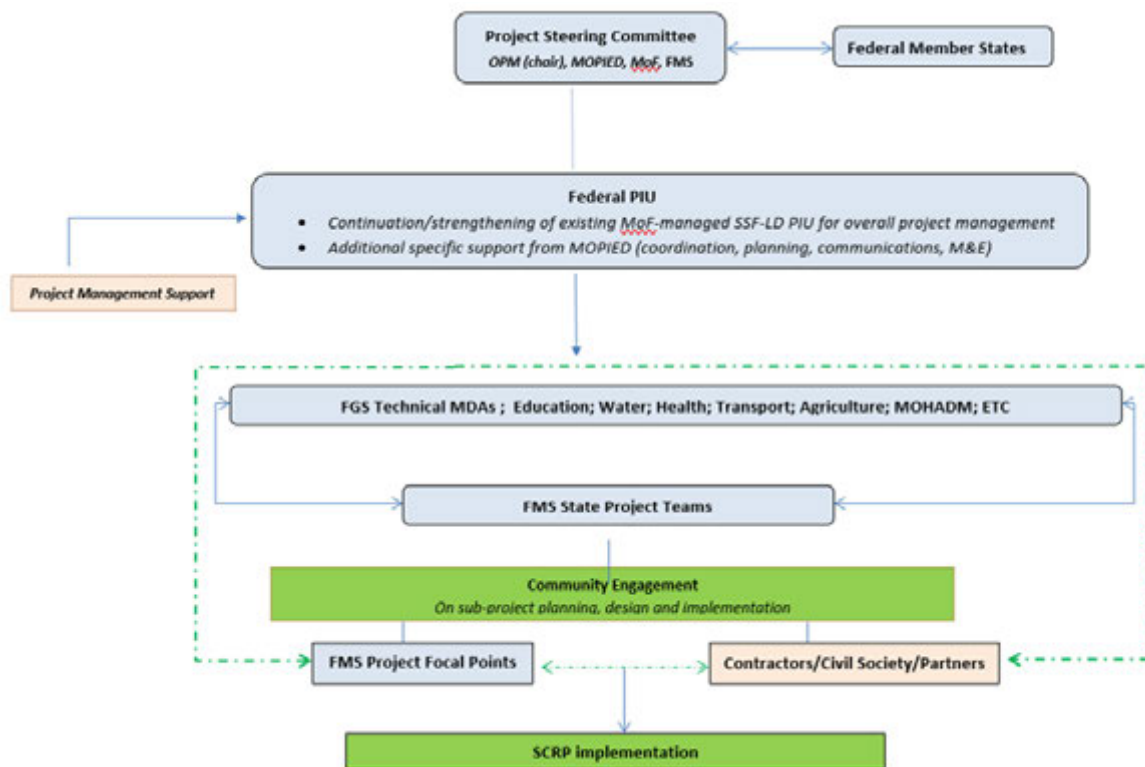 Project Steering Committee
OPM (chair), MOPIED, MoF, FMS
Federal Member States
Federal PIU
• Continuation/strengthening of existing MoF-managed SSF-LD PIU for overall project management
• Additional specific support from MOPIED (coordination, planning, communications, M&E)
Project Management Support
FGS Technical MDAs ; Education; Water; Health; Transport; Agriculture; MOHADM; ETC
FMS State Project Teams
Community Engagement
On sub-project planning, design and implementation
FMS Project Focal Points
Contractors/Civil Society/Partners
SCRP implementation